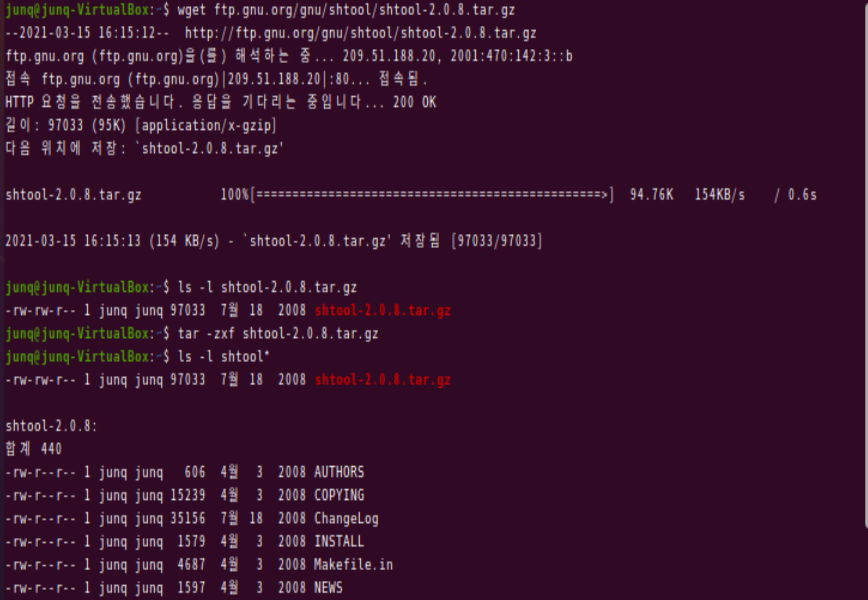 junq@junq-VirtualBox:~$ wget ftp.gnu.org/gnu/shtool/shtool-2.0.8.tar.gz
--2021-03-15 16:15:12--  http://ftp.gnu.org/gnu/shtool/shtool-2.0.8.tar.gz
ftp.gnu.org (ftp.gnu.org)을(를) 해석하는 중... 209.51.188.20, 2001:470:142:3::b
접속 ftp.gnu.org (ftp.gnu.org)|209.51.188.20|:80... 접속됨.
HTTP 요청을 전송했습니다. 응답을 기다리는 중입니다... 200 OK
길이: 97033 (95K) [application/x-gzip]
다음 위치에 저장: `shtool-2.0.8.tar.gz'
shtool-2.0.8.tar.gz 100%[================================================>] 94.76K 154KB/s / 0.6s
2021-03-15 16:15:13 (154 KB/s) - `shtool-2.0.8.tar.gz' 저장됨 [97033/97033]
junq@junq-VirtualBox:~$ ls -l shtool-2.0.8.tar.gz
-rw-rw-r-- 1 junq junq 97033 7월 18 2008 shtool-2.0.8.tar.gz
junq@junq-VirtualBox:~$ tar -zxf shtool-2.0.8.tar.gz
junq@junq-VirtualBox:~$ ls -l shtool*
-rw-rw-r-- 1 junq junq 97033 7월 18 2008 shtool-2.0.8.tar.gz
shtool-2.0.8:
합계 440
-rw-r--r-- 1 junq junq 606 4월 3 2008 AUTHORS
-rw-r--r-- 1 junq junq 15239 4월 3 2008 COPYING
-rw-r--r-- 1 junq junq 35156 7월 18 2008 ChangeLog
-rw-r--r-- 1 junq junq 1579 4월 3 2008 INSTALL
-rw-r--r-- 1 junq junq 4687 4월 3 2008 Makefile.in
-rw-r--r-- 1 junq junq 1597 4월 3 2008 NEWS